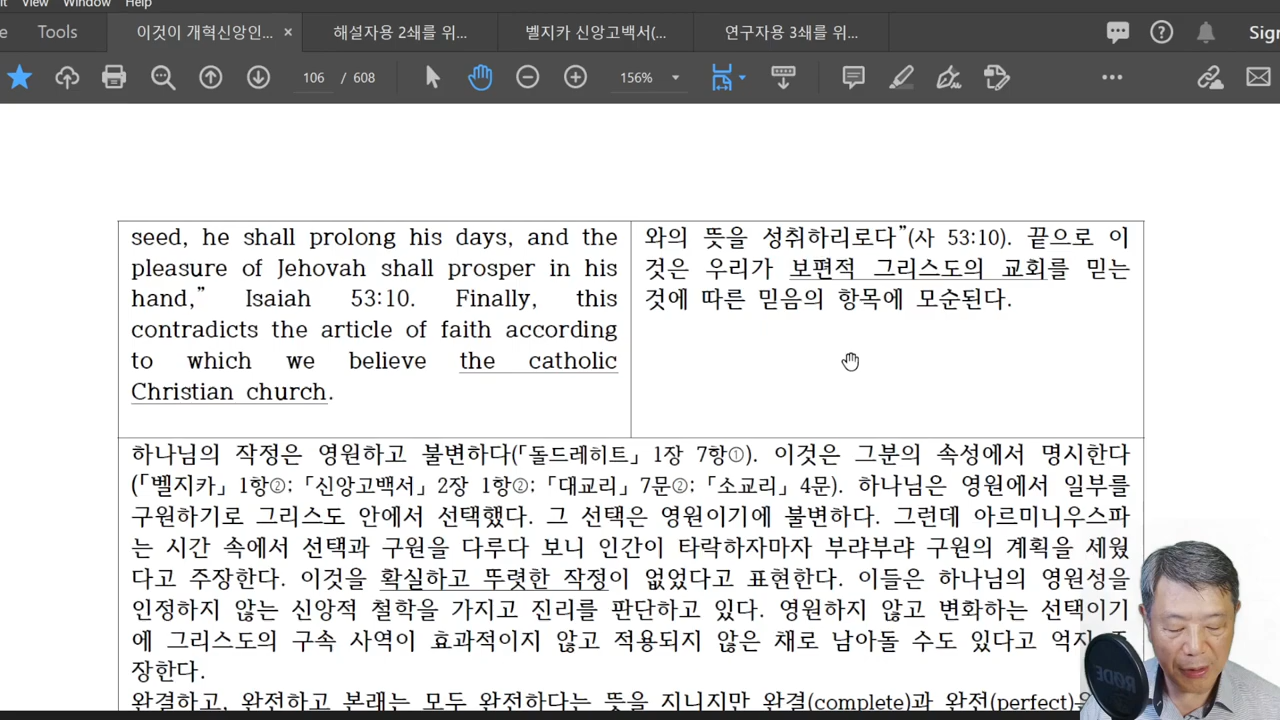 View
Window
Tools
이것이 개혁신앙인...
×
해설자용 2쇄를 위...
벨지카 신앙고백서(...
연구자용 3쇄를 위...
106 / 608
156%
seed, he shall prolong his days, and the
pleasure of Jehovah shall prosper in his
hand,” Isaiah 53:10. Finally, this
contradicts the article of faith according
to which we believe the catholic
Christian church.
와의 뜻을 성취하리로다”(사 53:10). 끝으로 이
것은 우리가 보편적 그리스도의 교회를 믿는
것에 따른 믿음의 항목에 모순된다.
하나님의 작정은 영원하고 불변하다(「돌드레히트」 1장 7항①). 이것은 그분의 속성에서 명시한다
(「벨지카」 1항②; 「신앙고백서」 2장 1항②; 「대교리」 7문②; 「소교리」 4문). 하나님은 영원에서 일부를
구원하기로 그리스도 안에서 선택했다. 그 선택은 영원이기에 불변하다. 그런데 아르미니우스파
는 시간 속에서 선택과 구원을 다루다 보니 인간이 타락하자마자 부랴부랴 구원의 계획을 세웠
다고 주장한다. 이것을 확실하고 뚜렷한 작정이 없었다고 표현한다. 이들은 하나님의 영원성을
인정하지 않는 신앙적 철학을 가지고 진리를 판단하고 있다. 영원하지 않고 변화하는 선택이기
에 그리스도의 구속 사역이 효과적이지 않고 적용되지 않은 채로 남아돌 수도 있다고 억지
장한다.
완결하고, 완전하고 본래는 모두 완전하다는 뜻을 지니지만 완결(complete)과 완전(perfect)은
RØDE